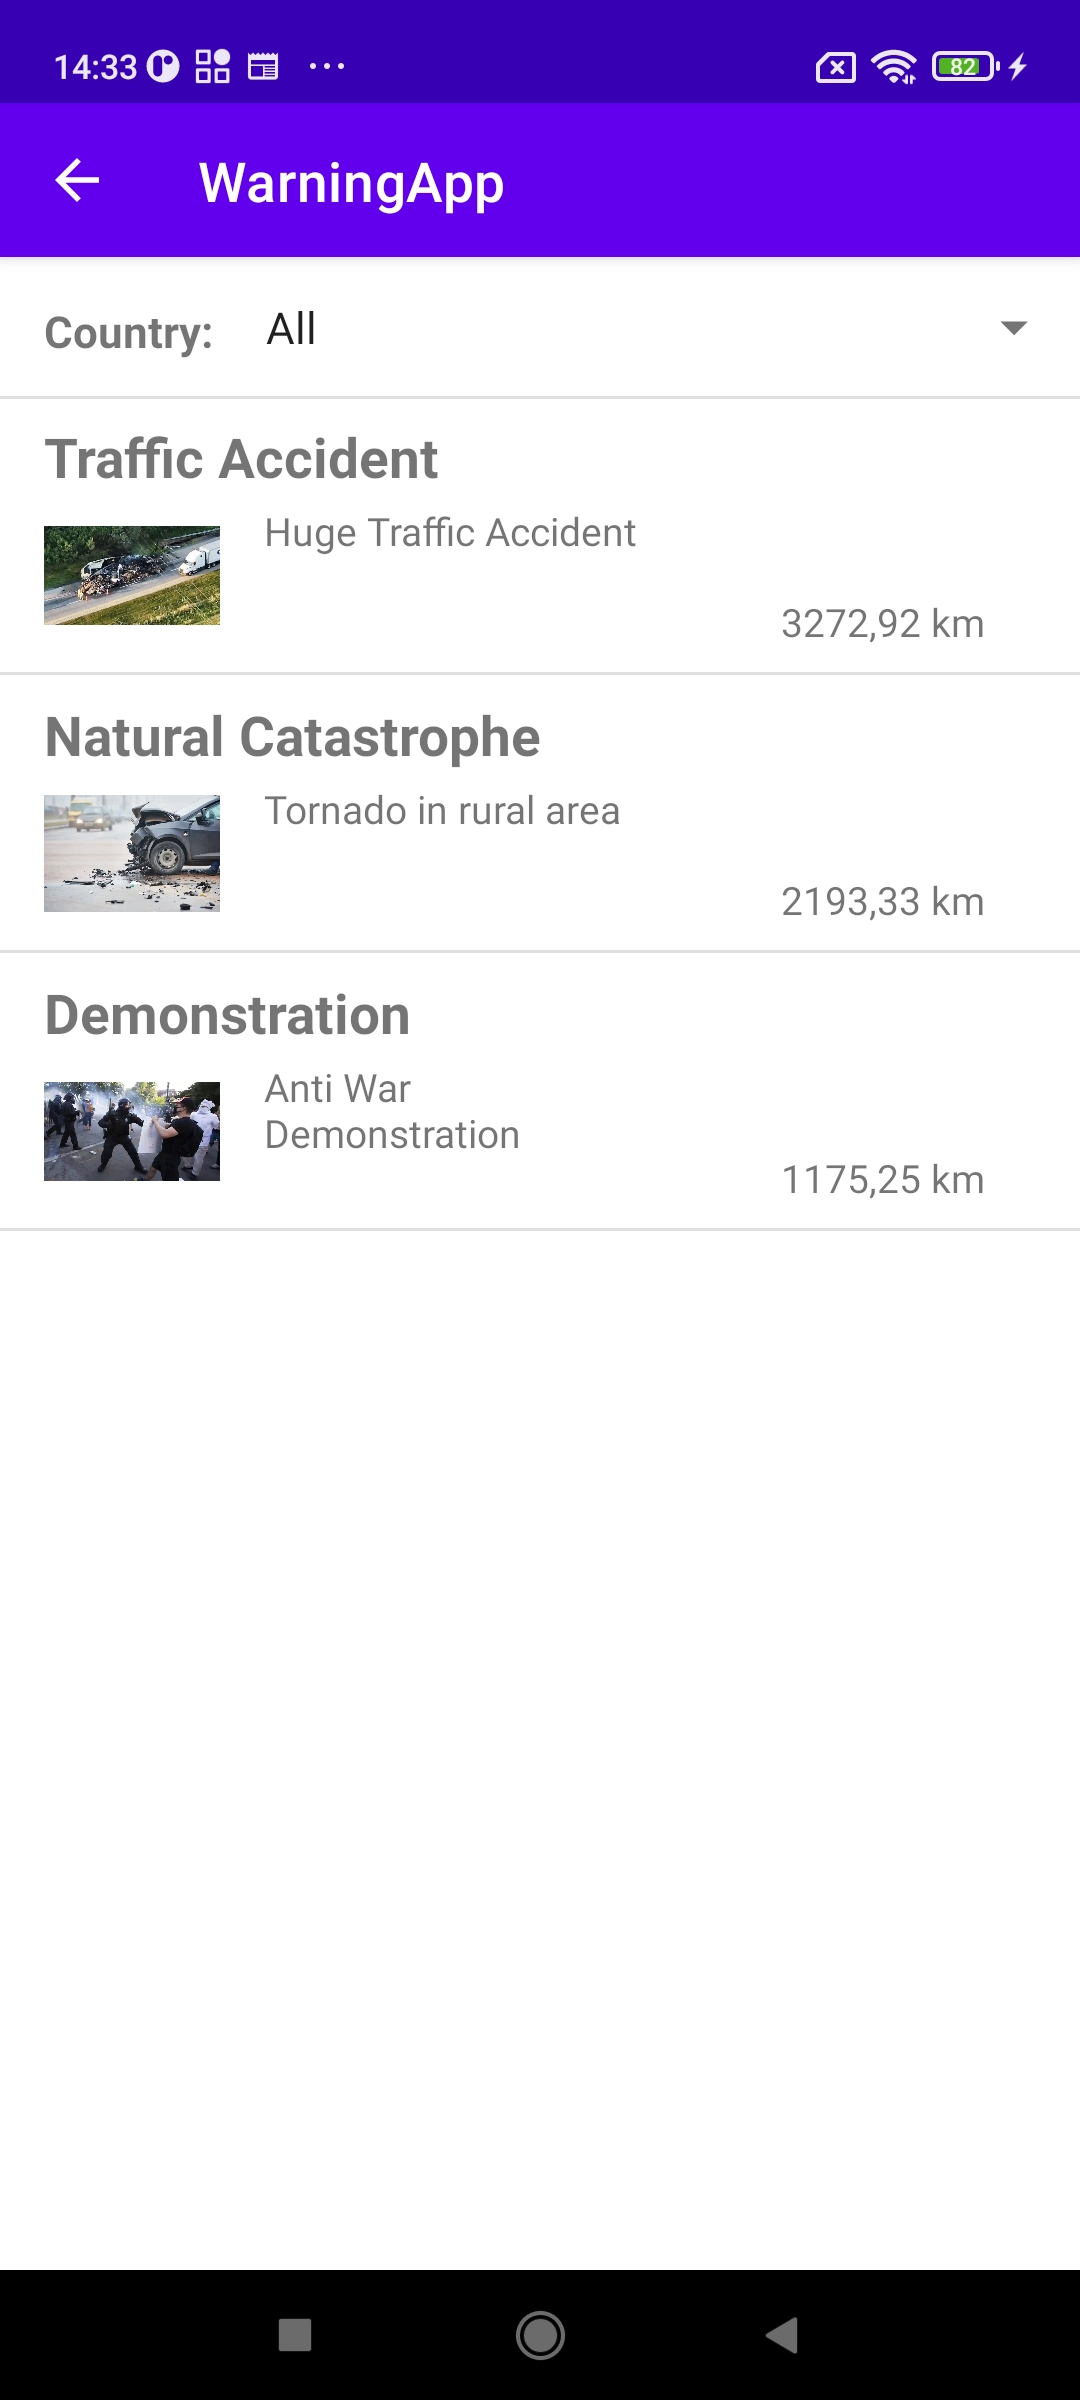 14:33
82
WarningApp
Country: All
Traffic Accident
Huge Traffic Accident
3272,92 km
Natural Catastrophe
Tornado in rural area
2193,33 km
Demonstration
Anti War
Demonstration
1175,25 km